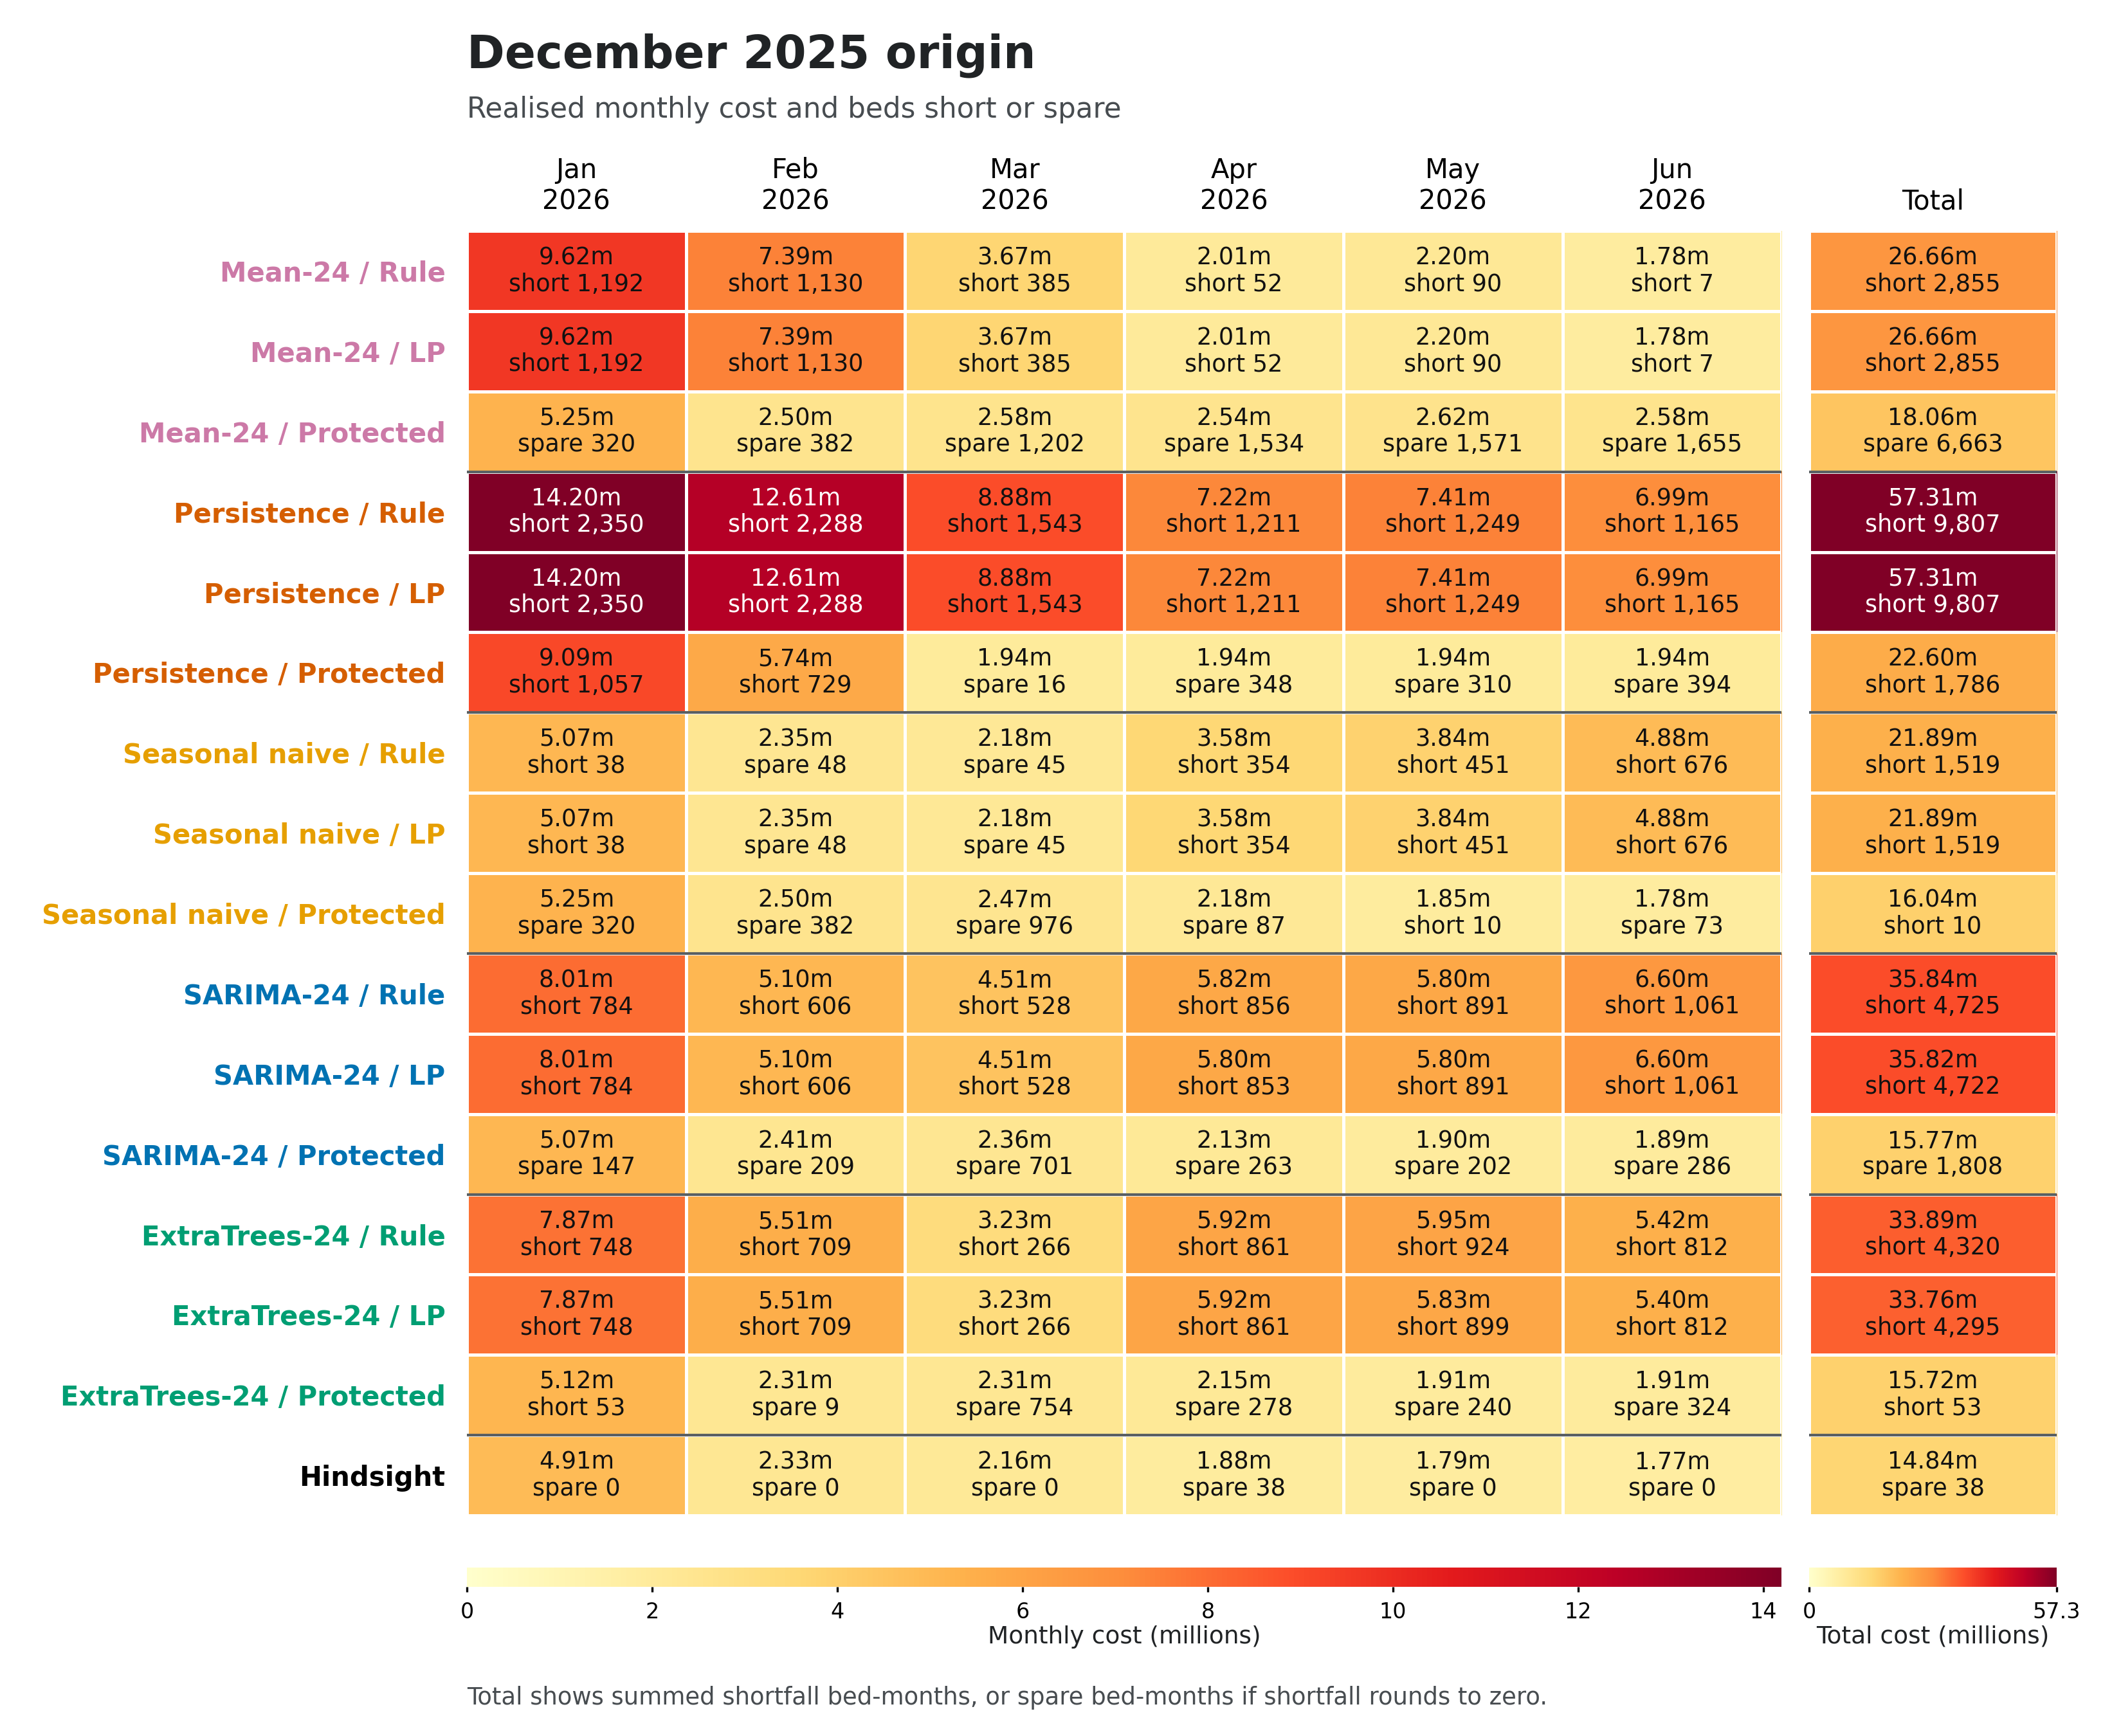 December 2025 origin
Realised monthly cost and beds short or spare
Jan Feb Mar Apr May Jun
2026 2026 2026 2026 2026 2026 Total
9.62m 7.39m 3.67m 2.01m 2.20m 1.78m 26.66m
Mean-24 / Rule
short 1,192 short 1,130 short 385 short 52 short 90 short 7 short 2,855
9.62m 7.39m 3.67m 2.01m 2.20m 1.78m 26.66m
Mean-24 / LP
short 1,192 short 1,130 short 385 short 52 short 90 short 7 short 2,855
5.25m 2.50m 2.58m 2.54m 2.62m 2.58m 18.06m
Mean-24 / Protected
spare 320 spare 382 spare 1,202 spare 1,534 spare 1,571 spare 1,655 spare 6,663
14.20m 12.61m 8.88m 7.22m 7.41m 6.99m 57.31m
Persistence / Rule
short 2,350 short 2,288 short 1,543 short 1,211 short 1,249 short 1,165 short 9,807
14.20m 12.61m 8.88m 7.22m 7.41m 6.99m 57.31m
Persistence / LP
short 2,350 short 2,288 short 1,543 short 1,211 short 1,249 short 1,165 short 9,807
9.09m 5.74m 1.94m 1.94m 1.94m 1.94m 22.60m
Persistence / Protected
short 1,057 short 729 spare 16 spare 348 spare 310 spare 394 short 1,786
5.07m 2.35m 2.18m 3.58m 3.84m 4.88m 21.89m
Seasonal naive / Rule
short 38 spare 48 spare 45 short 354 short 451 short 676 short 1,519
5.07m 2.35m 2.18m 3.58m 3.84m 4.88m 21.89m
Seasonal naive / LP
short 38 spare 48 spare 45 short 354 short 451 short 676 short 1,519
5.25m 2.50m 2.47m 2.18m 1.85m 1.78m 16.04m
Seasonal naive / Protected
spare 320 spare 382 spare 976 spare 87 short 10 spare 73 short 10
8.01m 5.10m 4.51m 5.82m 5.80m 6.60m 35.84m
SARIMA-24 / Rule
short 784 short 606 short 528 short 856 short 891 short 1,061 short 4,725
8.01m 5.10m 4.51m 5.80m 5.80m 6.60m 35.82m
SARIMA-24 / LP
short 784 short 606 short 528 short 853 short 891 short 1,061 short 4,722
5.07m 2.41m 2.36m 2.13m 1.90m 1.89m 15.77m
SARIMA-24 / Protected
spare 147 spare 209 spare 701 spare 263 spare 202 spare 286 spare 1,808
7.87m 5.51m 3.23m 5.92m 5.95m 5.42m 33.89m
ExtraTrees-24 / Rule
short 748 short 709 short 266 short 861 short 924 short 812 short 4,320
7.87m 5.51m 3.23m 5.92m 5.83m 5.40m 33.76m
ExtraTrees-24 / LP
short 748 short 709 short 266 short 861 short 899 short 812 short 4,295
5.12m 2.31m 2.31m 2.15m 1.91m 1.91m 15.72m
ExtraTrees-24 / Protected
short 53 spare 9 spare 754 spare 278 spare 240 spare 324 short 53
4.91m 2.33m 2.16m 1.88m 1.79m 1.77m 14.84m
Hindsight
spare 0 spare 0 spare 0 spare 38 spare 0 spare 0 spare 38
0 2 4 6 8 10 12 14 0 57.3
Monthly cost (millions) Total cost (millions)
Total shows summed shortfall bed-months, or spare bed-months if shortfall rounds to zero.